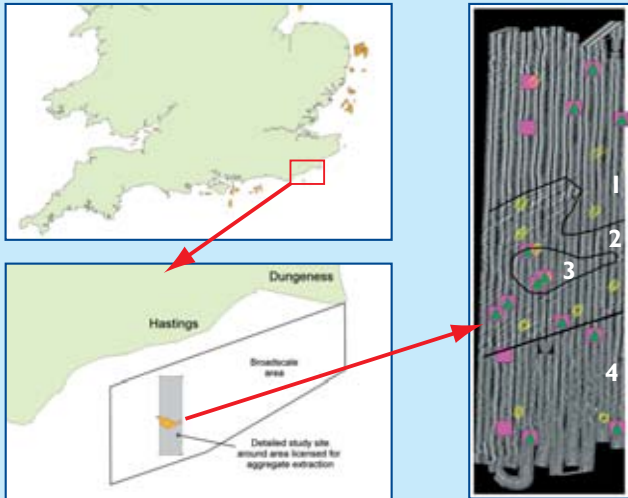 Dungeness
Hastings
Broadscale
area
Detailed study site
around area licensed for
aggregate extraction
1
2
3
4